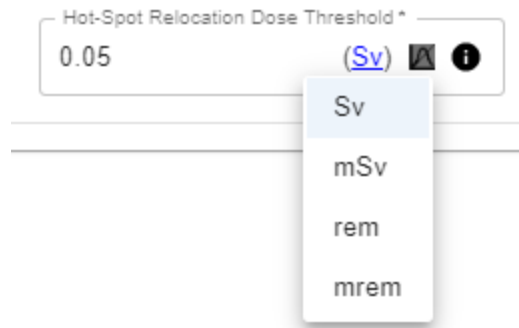 Hot-Spot Relocation Dose Threshold *
0.05 (Sv)
Sv
mSv
rem
mrem